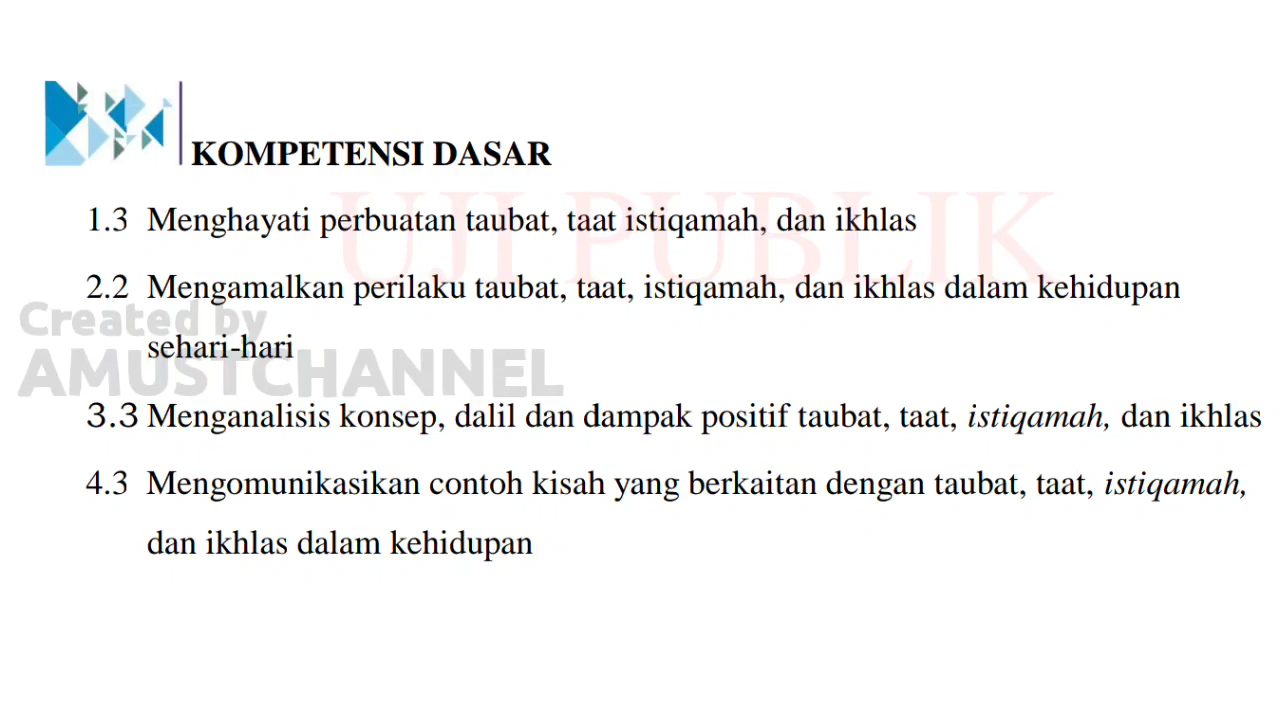 KOMPETENSI DASAR
UJI PUBLIK
1.3 Menghayati perbuatan taubat, taat istiqamah, dan ikhlas
2.2 Mengamalkan perilaku taubat, taat, istiqamah, dan ikhlas dalam kehidupan
Created by
sehari-hari
AMUSTCHANNEL
3.3 Menganalisis konsep, dalil dan dampak positif taubat, taat, istiqamah, dan ikhlas
4.3 Mengomunikasikan contoh kisah yang berkaitan dengan taubat, taat, istiqamah,
dan ikhlas dalam kehidupan